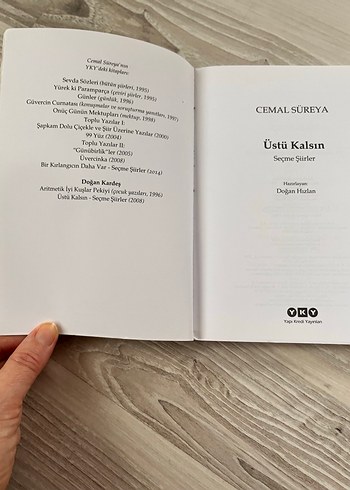 Cemal Süreya'nın
YKY'deki kitapları:
Sevda Sözleri (bütün şiirleri, 1995)
Yürek ki Paramparça (çeviri şiirler, 1995)
Günler (günlük, 1996)
Güvercin Curnatası (konuşmalar ve soruşturma yanıtları, 1997)
Onüç Günün Mektupları (mektup, 1998)
Toplu Yazılar I:
Şapkam Dolu Çiçekle ve Şiir Üzerine Yazılar (2000)
99 Yüz (2004)
Toplu Yazılar II:
"Günübirlik"ler (2005)
Üvercinka (2008)
Bir Kırlangıcın Daha Var - Seçme Şiirler (2014)
Doğan Kardeş
Aritmetik İyi Kuşlar Pekiyi (çocuk yazıları, 1996)
Üstü Kalsın - Seçme Şiirler (2008)
CEMAL SÜREYA
Üstü Kalsın
Seçme Şiirler
Hazırlayan:
Doğan Hızlan
YKY
Yapı Kredi Yayınları